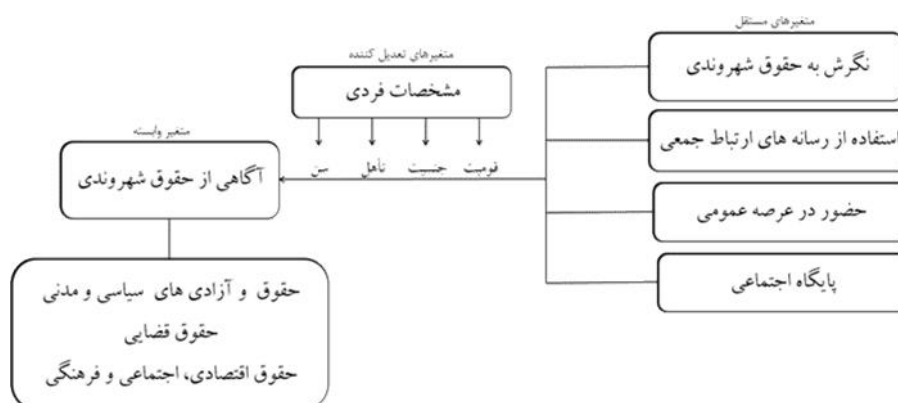 متغیرهای مستقل
نگرش به حقوق شهروندی
استفاده از رسانه های ارتباط جمعی
حضور در عرصه عمومی
پایگاه اجتماعی
متغیرهای تعدیل کننده
مشخصات فردی
قومیت جنسیت تأهل سن
متغیر وابسته
آگاهی از حقوق شهروندی
حقوق و آزادی های سیاسی و مدنی
حقوق قضایی
حقوق اقتصادی، اجتماعی و فرهنگی